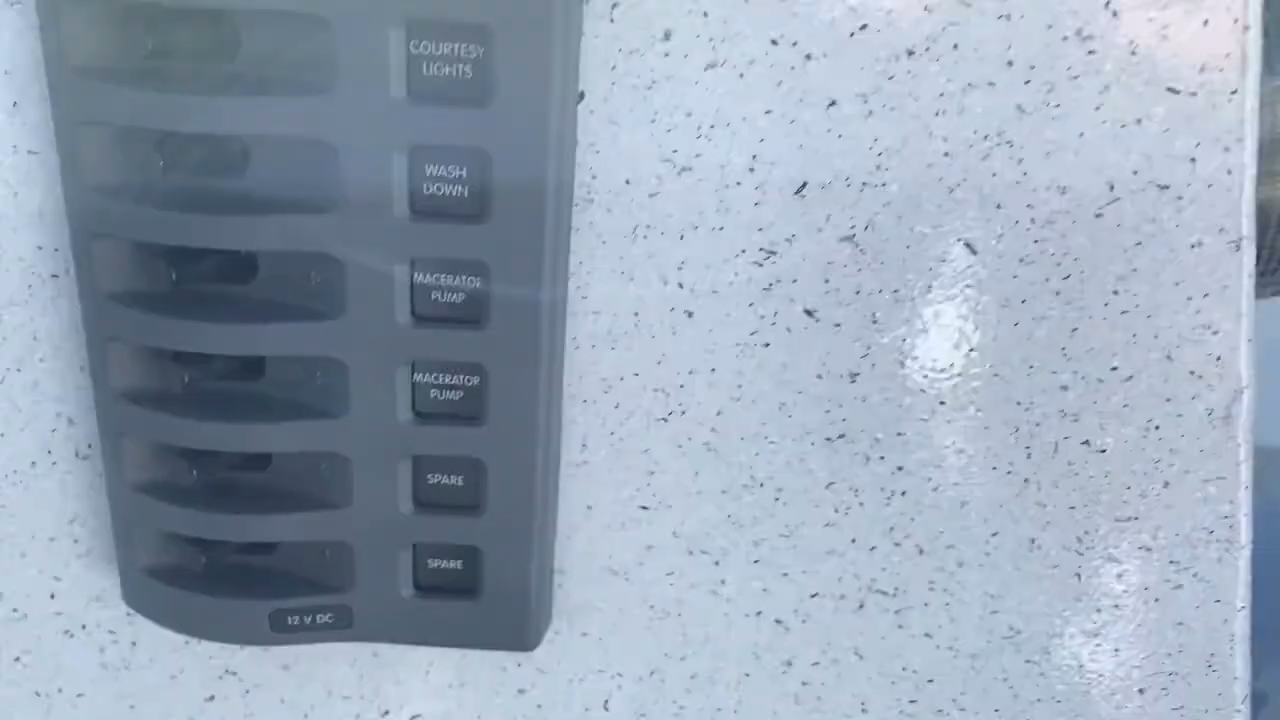 COURTESY
LIGHTS
WASH
DOWN
MACERATOR
PUMP
MACERATOR
PUMP
SPARE
SPARE
12 V DC